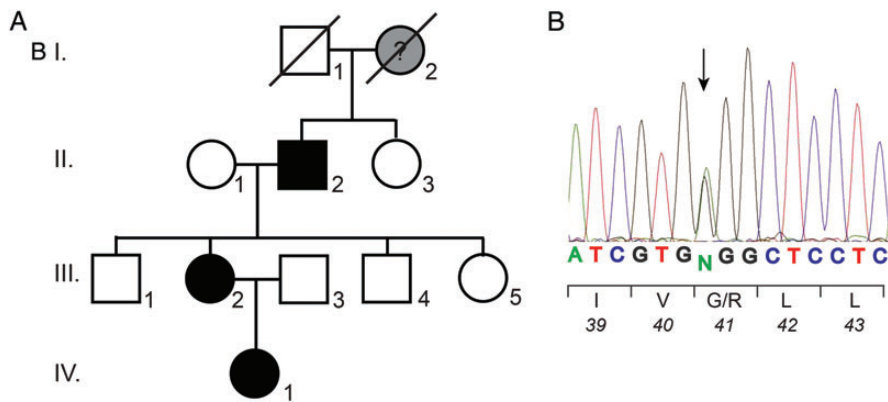 A
B I.
?
1
2
II.
1
2
3
III.
1
2
3
4
5
IV.
1
B
ATCGTGNGGCTCCTC
I V G/R L L
39 40 41 42 43